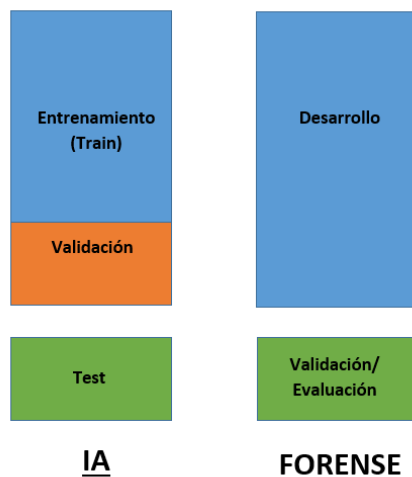 Entrenamiento
(Train)
Validación
Test
IA
Desarrollo
Validación/
Evaluación
FORENSE